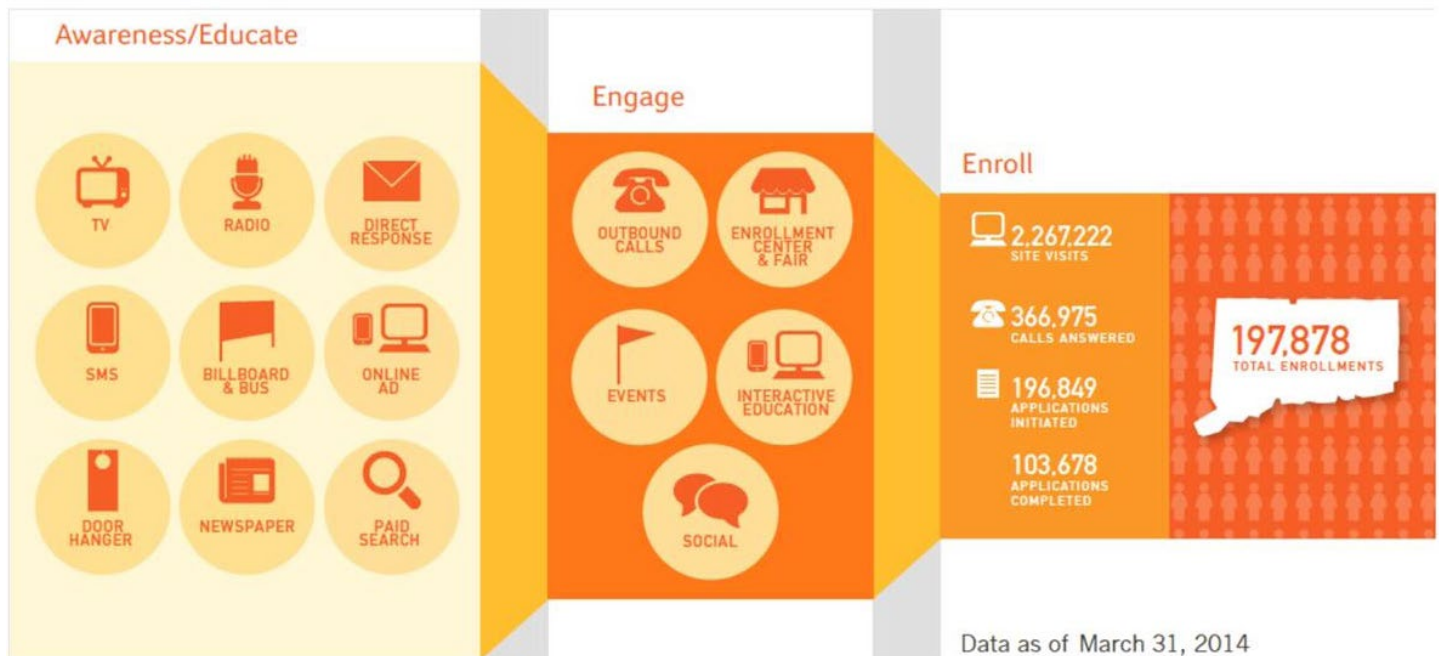 Awareness/Educate
TV
RADIO
DIRECT
RESPONSE
SMS
BILLBOARD
& BUS
ONLINE
AD
DOOR
HANGER
NEWSPAPER
PAID
SEARCH
Engage
OUTBOUND
CALLS
ENROLLMENT
CENTER
& FAIR
EVENTS
INTERACTIVE
EDUCATION
SOCIAL
Enroll
2,267,222
SITE VISITS
366,975
CALLS ANSWERED
196,849
APPLICATIONS
INITIATED
103,678
APPLICATIONS
COMPLETED
197,878
TOTAL ENROLLMENTS
Data as of March 31, 2014